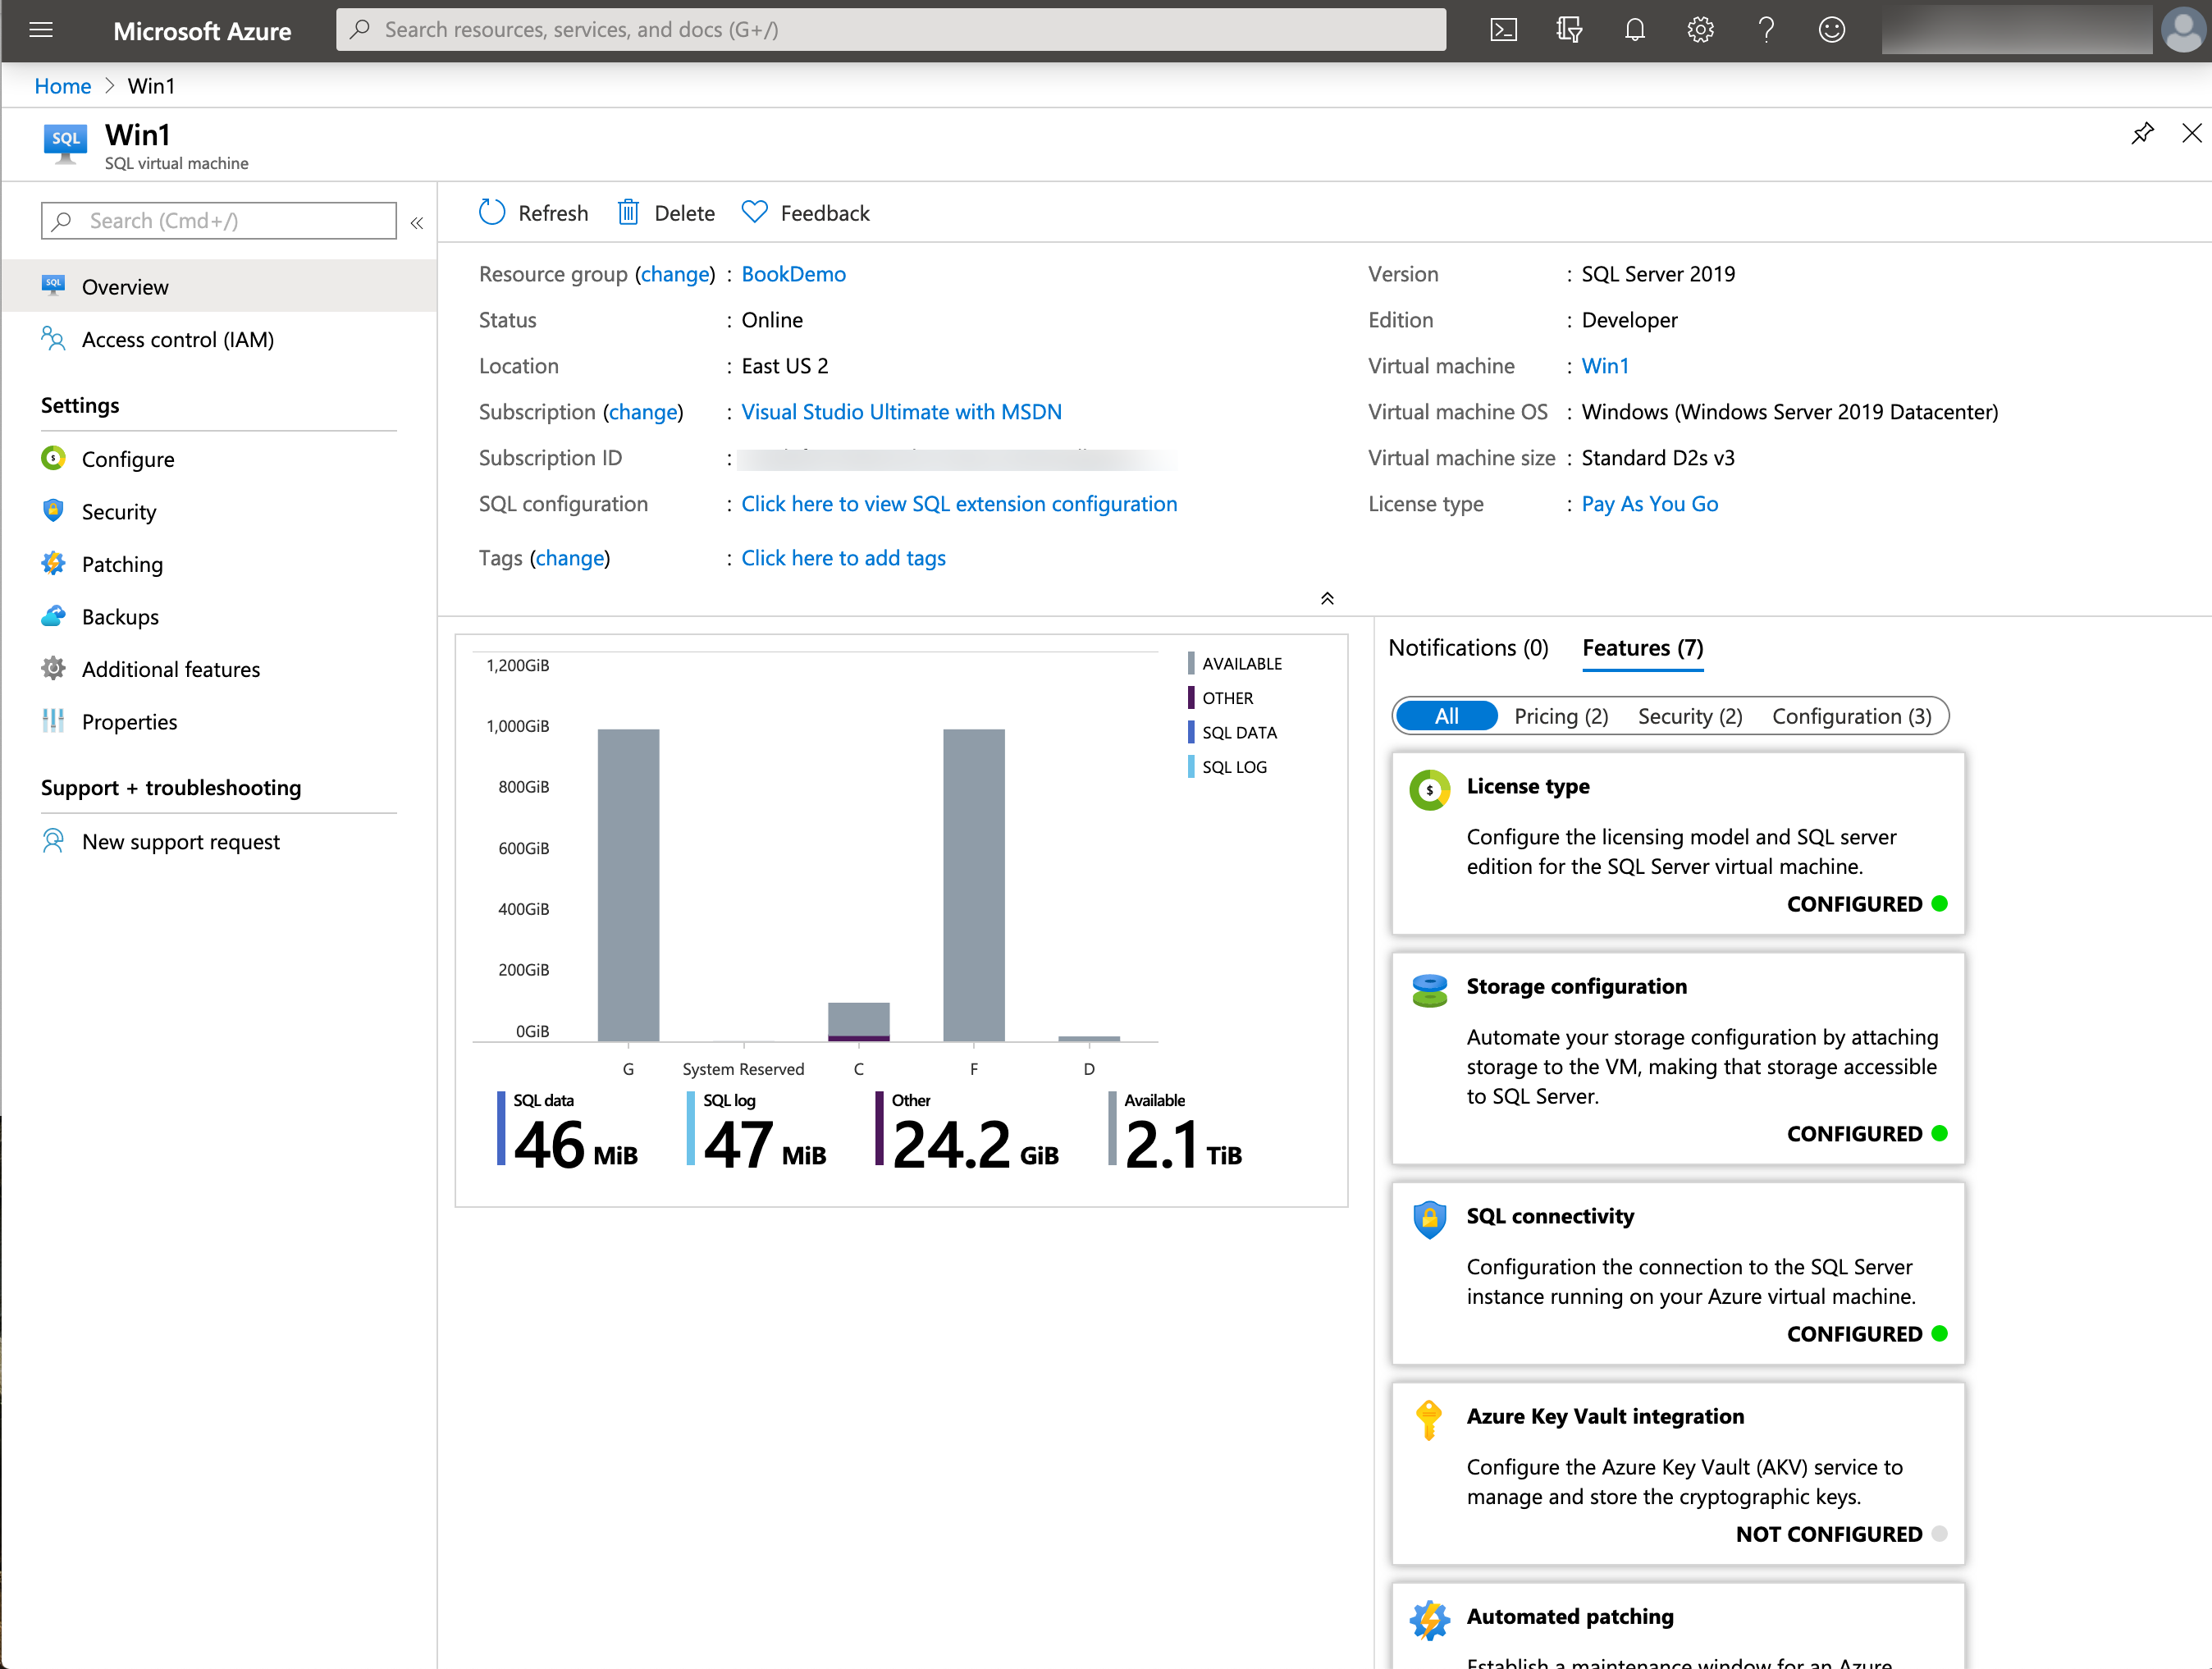 Microsoft Azure
Search resources, services, and docs (G+/)
Home > Win1
SQL
Win1
SQL virtual machine
Search (Cmd+/)
«
Overview
Access control (IAM)
Settings
Configure
Security
Patching
Backups
Additional features
Properties
Support + troubleshooting
New support request
Refresh
Delete
Feedback
Resource group (change) : BookDemo
Status : Online
Location : East US 2
Subscription (change) : Visual Studio Ultimate with MSDN
Subscription ID :
SQL configuration : Click here to view SQL extension configuration
Tags (change) : Click here to add tags
Version : SQL Server 2019
Edition : Developer
Virtual machine : Win1
Virtual machine OS : Windows (Windows Server 2019 Datacenter)
Virtual machine size : Standard D2s v3
License type : Pay As You Go
1,200GiB
1,000GiB
800GiB
600GiB
400GiB
200GiB
0GiB
G
System Reserved
C
F
D
AVAILABLE
OTHER
SQL DATA
SQL LOG
SQL data
46 MiB
SQL log
47 MiB
Other
24.2 GiB
Available
2.1 TiB
Notifications (0)
Features (7)
All
Pricing (2)
Security (2)
Configuration (3)
License type
Configure the licensing model and SQL server
edition for the SQL Server virtual machine.
CONFIGURED
Storage configuration
Automate your storage configuration by attaching
storage to the VM, making that storage accessible
to SQL Server.
CONFIGURED
SQL connectivity
Configuration the connection to the SQL Server
instance running on your Azure virtual machine.
CONFIGURED
Azure Key Vault integration
Configure the Azure Key Vault (AKV) service to
manage and store the cryptographic keys.
NOT CONFIGURED
Automated patching
Establish a maintenance window for an Azure